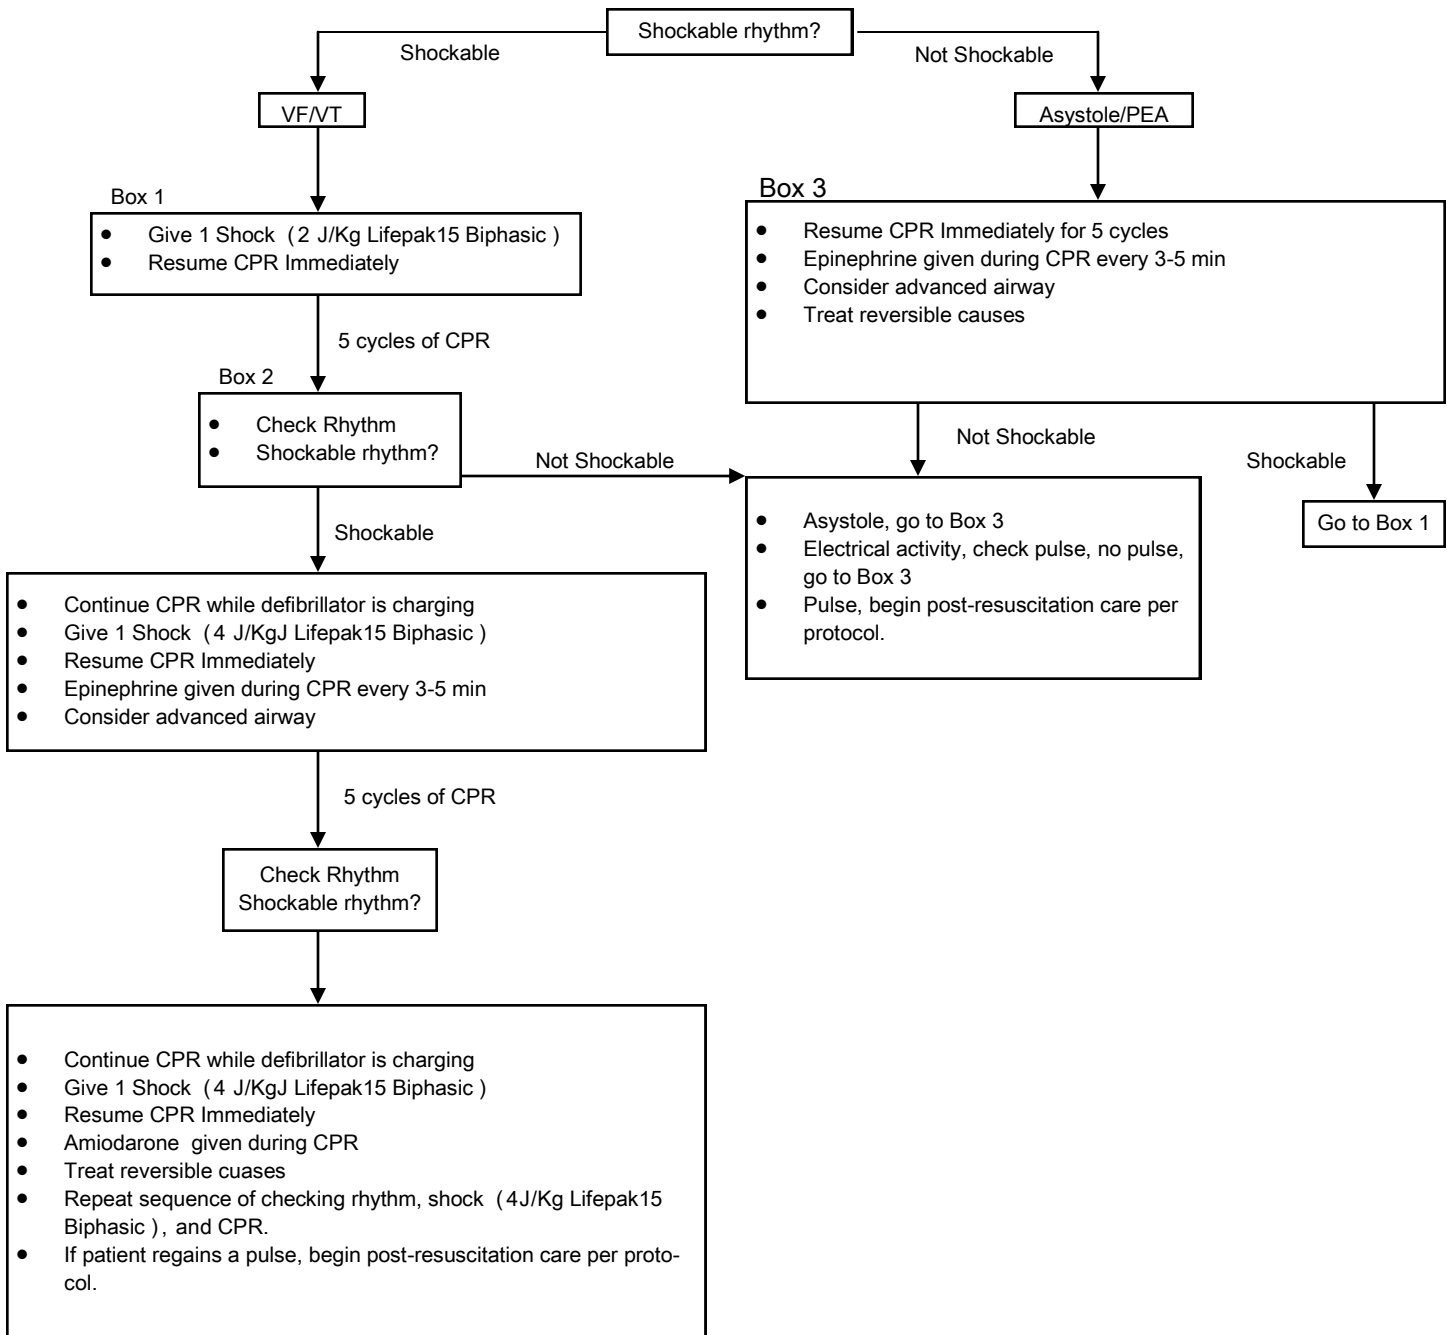 Shockable rhythm?
Shockable
Not Shockable
VF/VT
Asystole/PEA
Box 1
• Give 1 Shock (2 J/Kg Lifepak15 Biphasic)
• Resume CPR Immediately
Box 3
• Resume CPR Immediately for 5 cycles
• Epinephrine given during CPR every 3-5 min
• Consider advanced airway
• Treat reversible causes
5 cycles of CPR
Box 2
• Check Rhythm
• Shockable rhythm?
Not Shockable
Not Shockable
Shockable
Shockable
• Asystole, go to Box 3
• Electrical activity, check pulse, no pulse,
go to Box 3
• Pulse, begin post-resuscitation care per
protocol.
Go to Box 1
• Continue CPR while defibrillator is charging
• Give 1 Shock (4 J/KgJ Lifepak15 Biphasic)
• Resume CPR Immediately
• Epinephrine given during CPR every 3-5 min
• Consider advanced airway
5 cycles of CPR
Check Rhythm
Shockable rhythm?
• Continue CPR while defibrillator is charging
• Give 1 Shock (4 J/KgJ Lifepak15 Biphasic)
• Resume CPR Immediately
• Amiodarone given during CPR
• Treat reversible cuases
• Repeat sequence of checking rhythm, shock (4J/Kg Lifepak15
Biphasic), and CPR.
• If patient regains a pulse, begin post-resuscitation care per proto-
col.